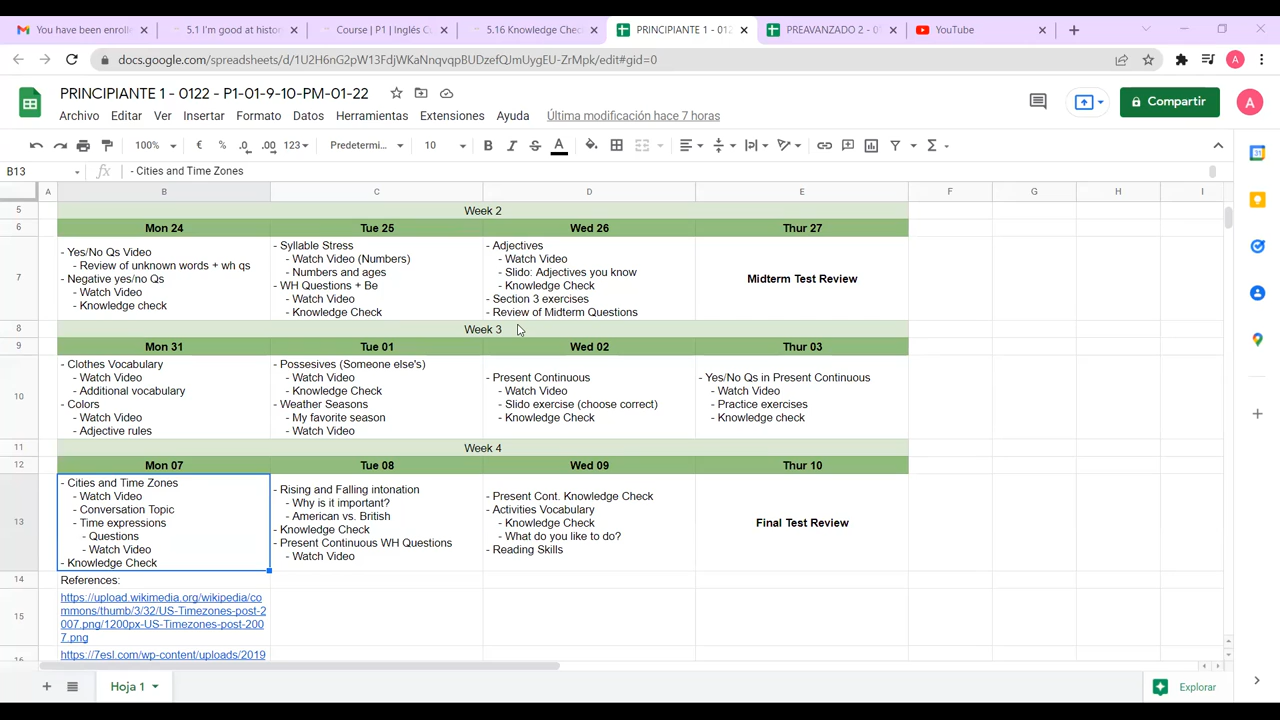 You have been enrolle
5.1 I'm good at histor
Course | P1 | Inglés C
5.16 Knowledge Chec
PRINCIPIANTE 1 - 012
PREAVANZADO 2 - 0
YouTube
docs.google.com/spreadsheets/d/1U2H6nG2pW13FdjWKaNnqvqpBUDzefQhnUyg​EU-ZrMpk/edit#gid=0
A
PRINCIPIANTE 1 - 0122 - P1-01-9-10-PM-01-22
Archivo Editar Ver Insertar Formato Datos Herramientas Extensiones Ayuda Última modificación hace 7 horas
Compartir
A
100% € % .0 .00 123 Predetermi... 10 B I S A Σ
B13 fx - Cities and Time Zones
A B C D E F G H I
5 Week 2
6 Mon 24 Tue 25 Wed 26 Thur 27
7
- Yes/No Qs Video
- Review of unknown words + wh qs
- Negative yes/no Qs
- Watch Video
- Knowledge check
- Syllable Stress
- Watch Video (Numbers)
- Numbers and ages
- WH Questions + Be
- Watch Video
- Knowledge Check
- Adjectives
- Watch Video
- Slido: Adjectives you know
- Knowledge Check
- Section 3 exercises
- Review of Midterm Questions
Midterm Test Review
8 Week 3
9 Mon 31 Tue 01 Wed 02 Thur 03
10
- Clothes Vocabulary
- Watch Video
- Additional vocabulary
- Colors
- Watch Video
- Adjective rules
- Possesives (Someone else's)
- Watch Video
- Knowledge Check
- Weather Seasons
- My favorite season
- Watch Video
- Present Continuous
- Watch Video
- Slido exercise (choose correct)
- Knowledge Check
- Yes/No Qs in Present Continuous
- Watch Video
- Practice exercises
- Knowledge check
11 Week 4
12 Mon 07 Tue 08 Wed 09 Thur 10
13
- Cities and Time Zones
- Watch Video
- Conversation Topic
- Time expressions
- Questions
- Watch Video
- Knowledge Check
- Rising and Falling intonation
- Why is it important?
- American vs. British
- Knowledge Check
- Present Continuous WH Questions
- Watch Video
- Present Cont. Knowledge Check
- Activities Vocabulary
- Knowledge Check
- What do you like to do?
- Reading Skills
Final Test Review
14 References:
15
https://upload.wikimedia.org/wikipedia/co
mmons/thumb/3/32/US-Timezones-post-2
007.png/1200px-US-Timezones-post-200
7.png
16 https://7esl.com/wp-content/uploads/2019
Hoja 1
Explorar